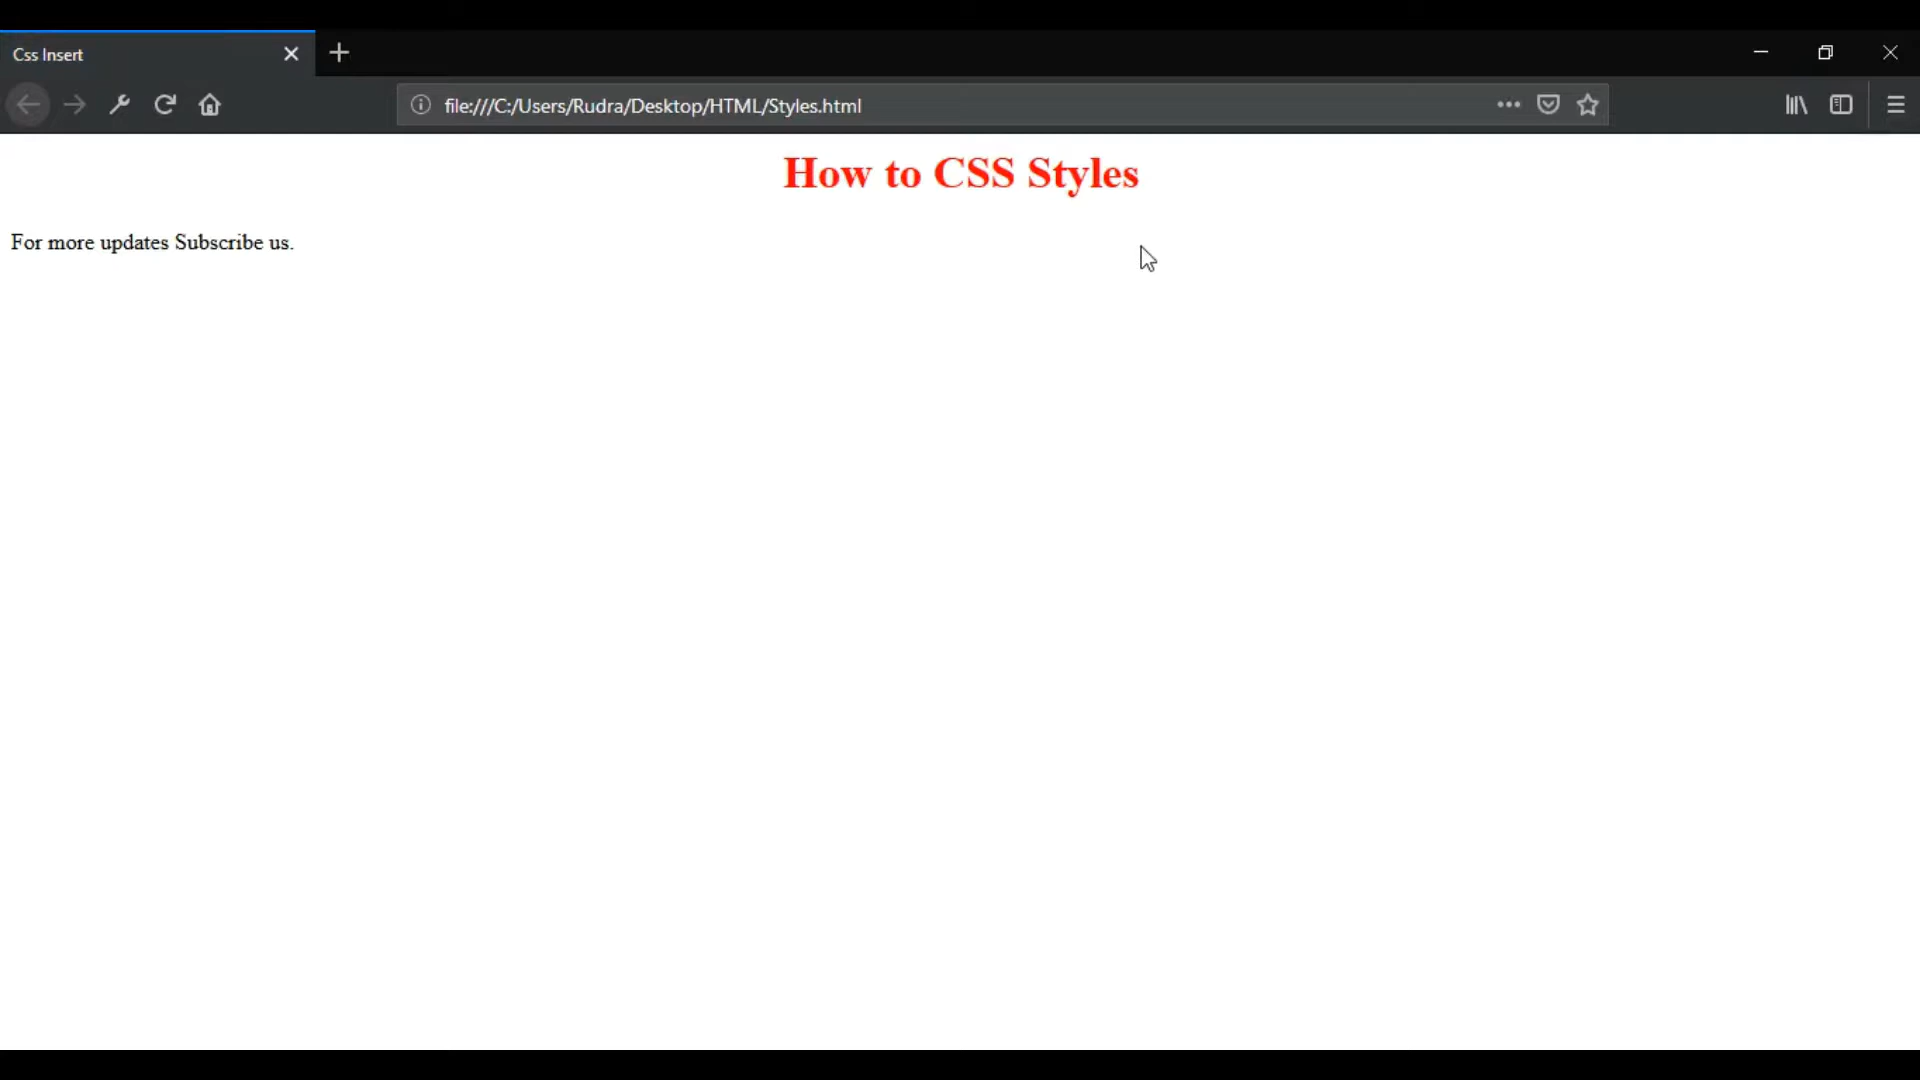 Css Insert
file:///C:/Users/Rudra/Desktop/HTML/Styles.html
How to CSS Styles
For more updates Subscribe us.